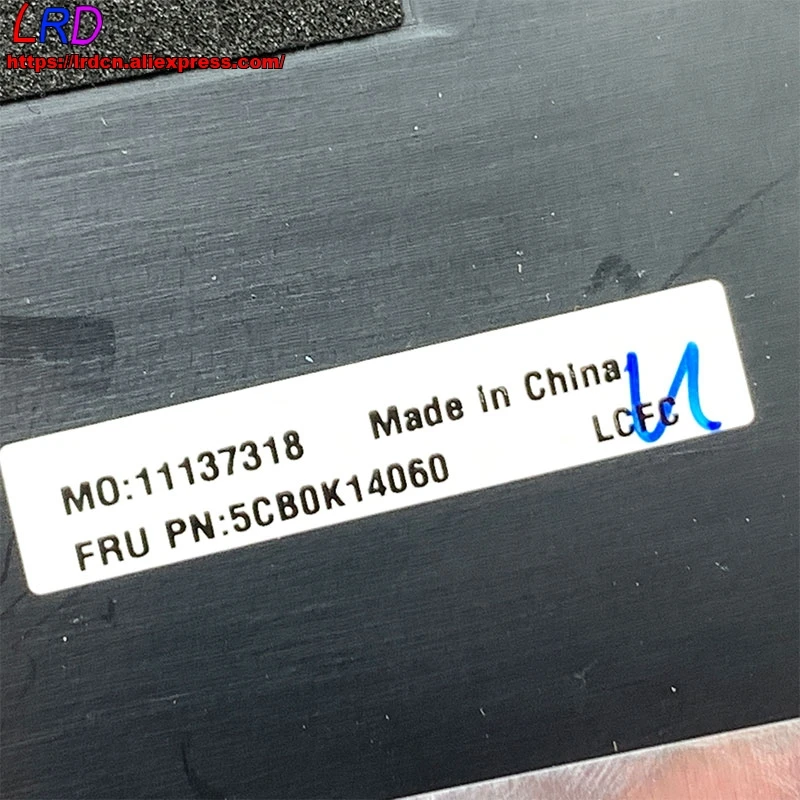 LRD
https://lrdcn.aliexpress.com/
MO:11137318 Made in China
LCFC
FRU PN:5CB0K14060